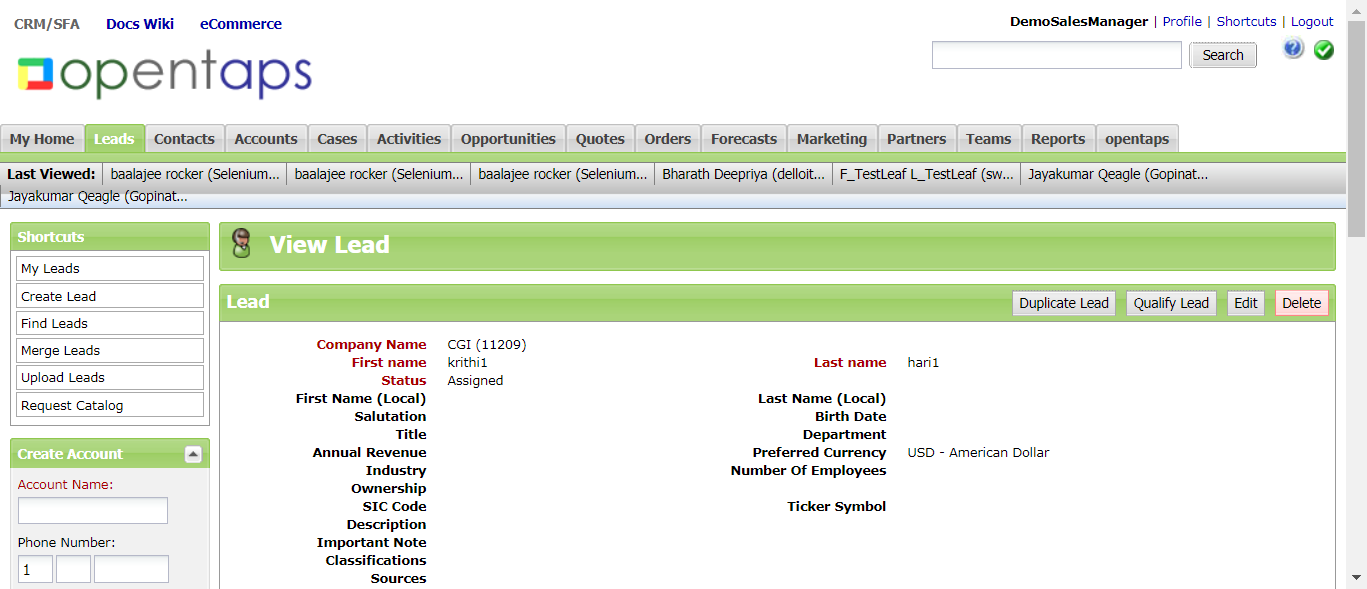 CRM/SFA Docs Wiki eCommerce
DemoSalesManager | Profile | Shortcuts | Logout
opentaps
Search
My Home Leads Contacts Accounts Cases Activities Opportunities Quotes Orders Forecasts Marketing Partners Teams Reports opentaps
Last Viewed: baalajee rocker (Selenium... baalajee rocker (Selenium... baalajee rocker (Selenium... Bharath Deepriya (delloit... F_TestLeaf L_TestLeaf (sw... Jayakumar Qeagle (Gopinat...
Jayakumar Qeagle (Gopinat...
Shortcuts
My Leads
Create Lead
Find Leads
Merge Leads
Upload Leads
Request Catalog
Create Account
Account Name:
Phone Number:
1
View Lead
Lead Duplicate Lead Qualify Lead Edit Delete
Company Name CGI (11209)
First name krithi1 Last name hari1
Status Assigned
First Name (Local) Last Name (Local)
Salutation Birth Date
Title Department
Annual Revenue Preferred Currency USD - American Dollar
Industry Number Of Employees
Ownership
SIC Code Ticker Symbol
Description
Important Note
Classifications
Sources